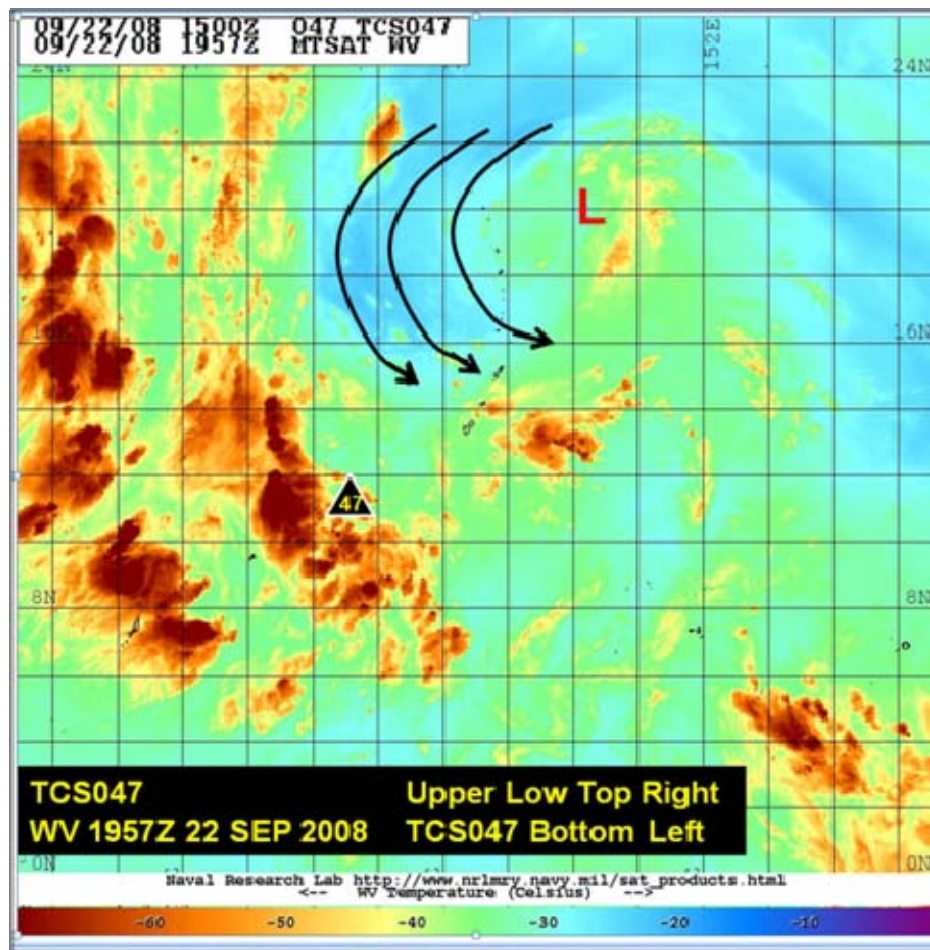 09/22/08 1500Z 047 TCS047
09/22/08 1957Z MTSAT WV
152E
24N 24N
L
16N
47
8N 8N
TCS047 Upper Low Top Right
WV 1957Z 22 SEP 2008 TCS047 Bottom Left
0N 0N
Naval Research Lab http://www.nrlmry.navy.mil/sat_products.html
<-- WV Temperature (Celsius) -->
-60 -50 -40 -30 -20 -10